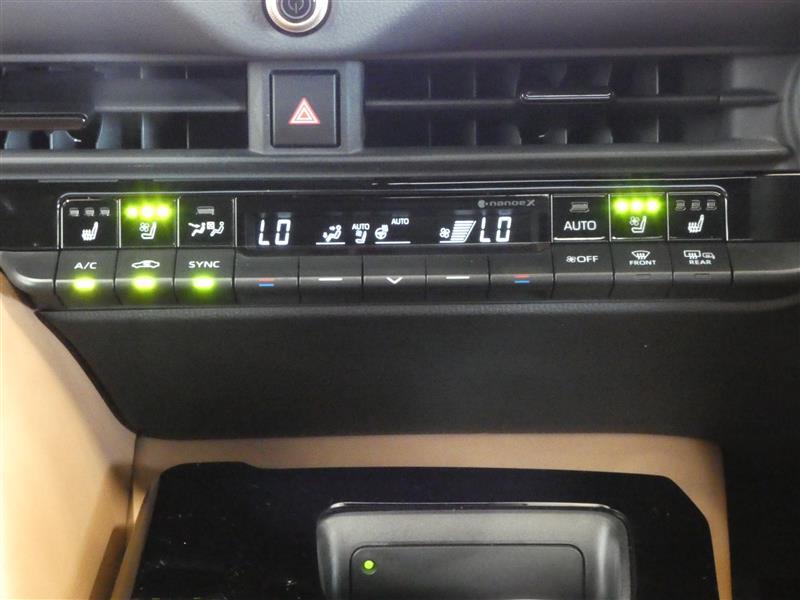 nanoeX
LO AUTO AUTO LO
AUTO
A/C SYNC OFF FRONT REAR